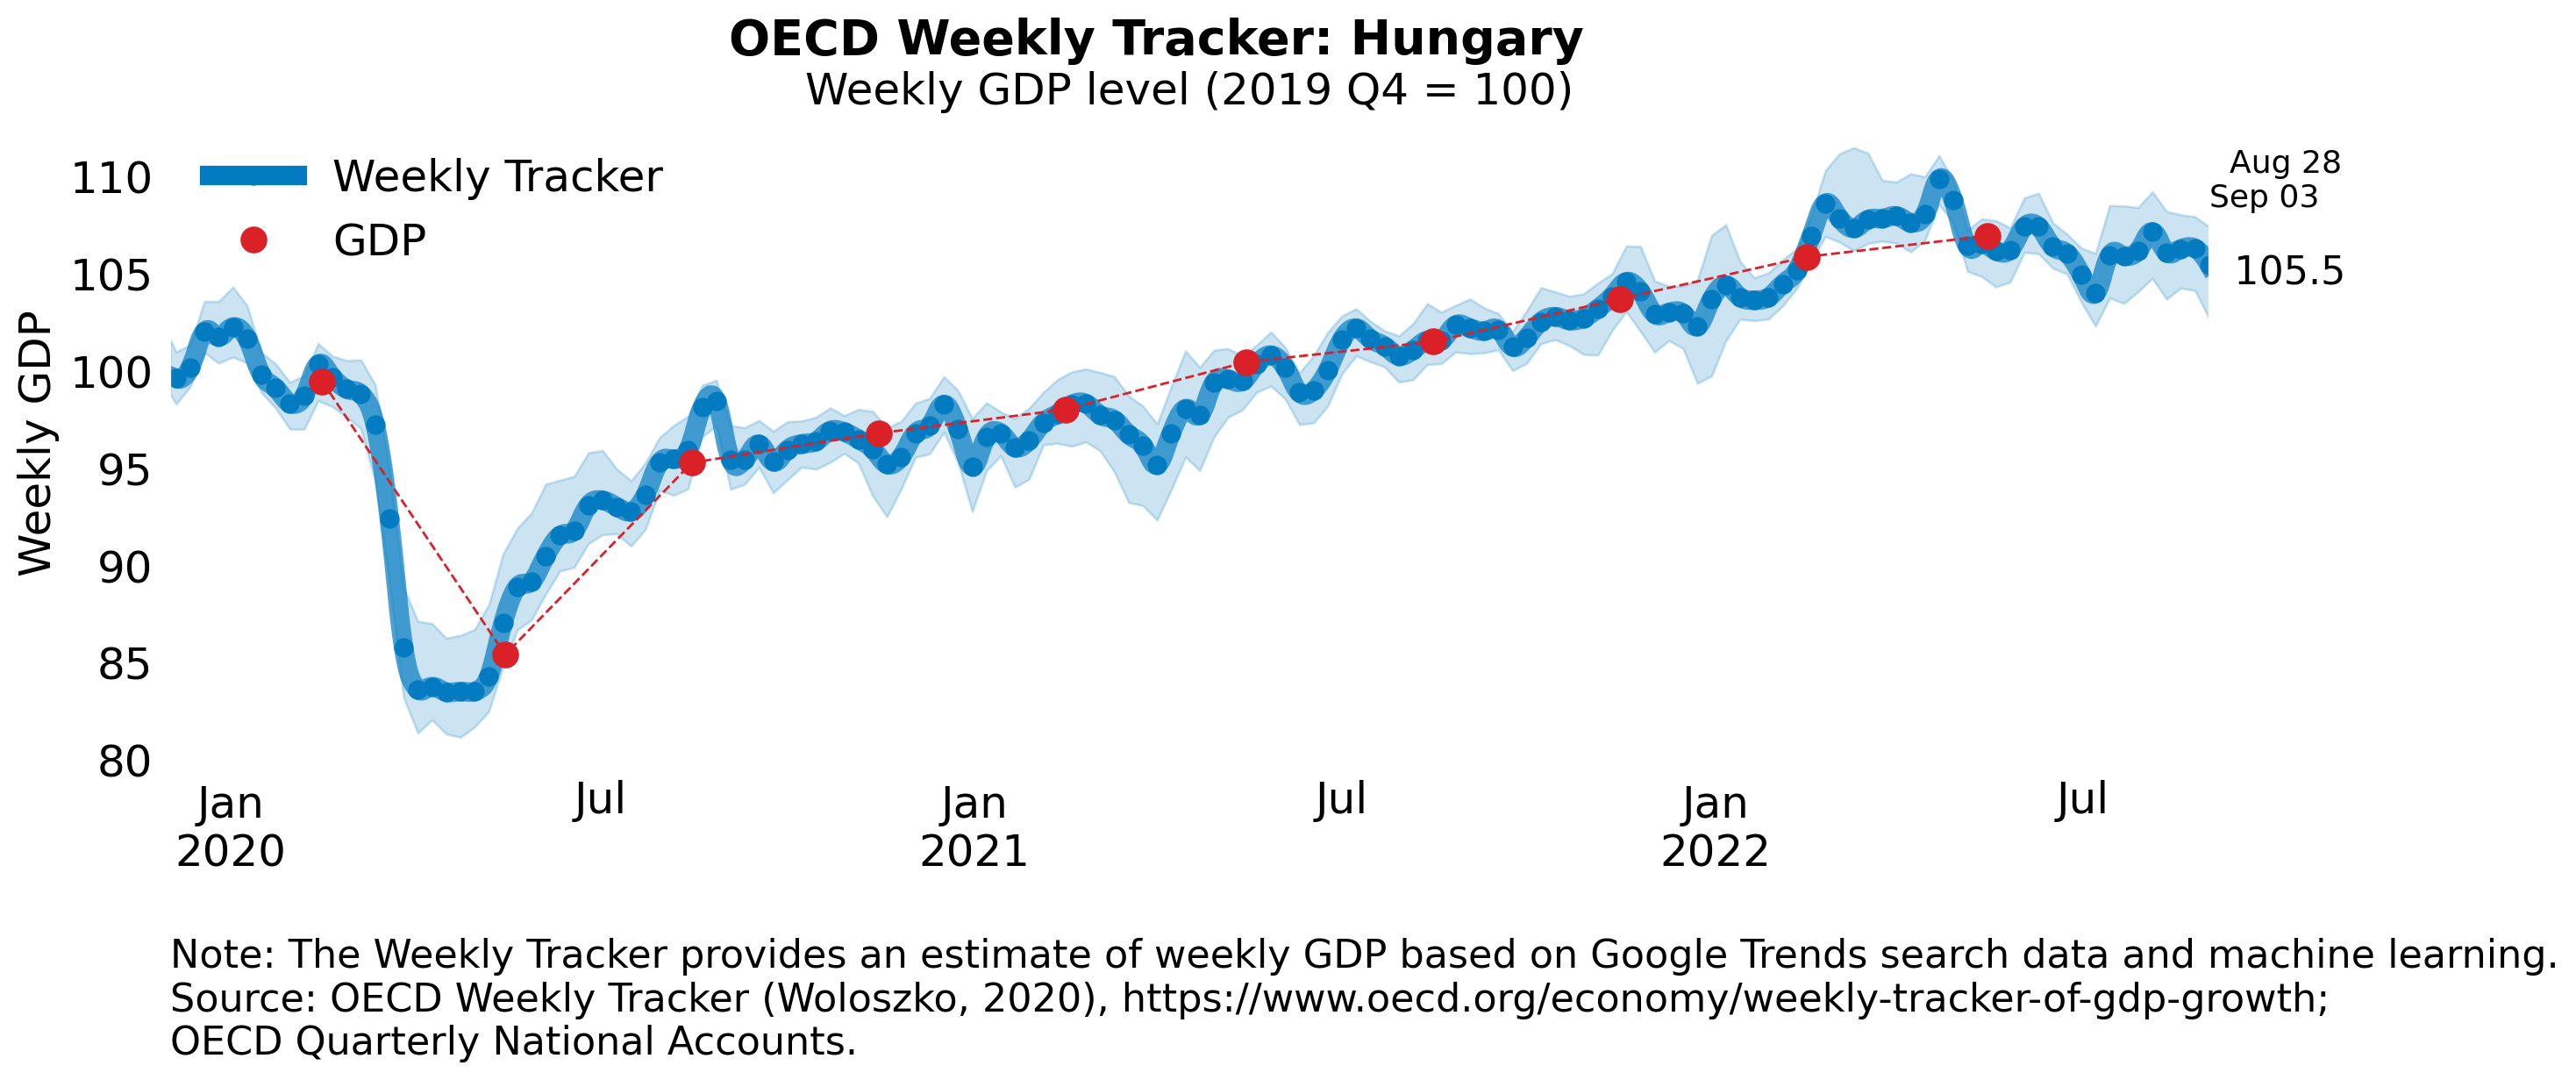 OECD Weekly Tracker: Hungary
Weekly GDP level (2019 Q4 = 100)
Weekly Tracker
GDP
Aug 28
Sep 03
105.5
Weekly GDP
110
105
100
95
90
85
80
Jan
2020
Jul
Jan
2021
Jul
Jan
2022
Jul
Note: The Weekly Tracker provides an estimate of weekly GDP based on Google Trends search data and machine learning.
Source: OECD Weekly Tracker (Woloszko, 2020), https://www.oecd.org/economy/weekly-tracker-of-gdp-growth;
OECD Quarterly National Accounts.